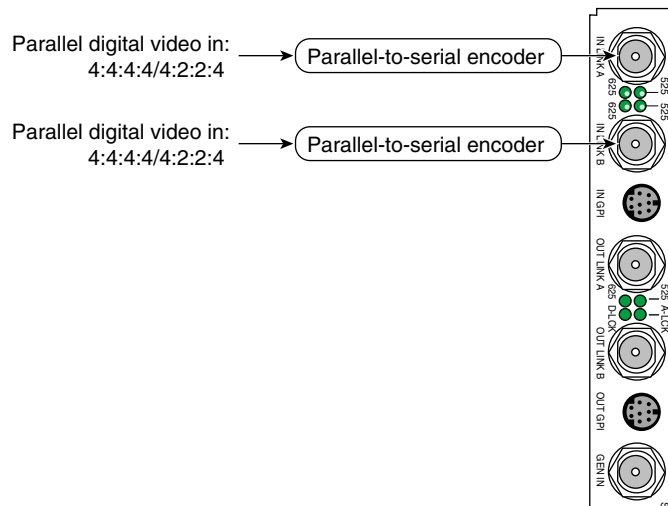 Parallel digital video in:
4:4:4:4/4:2:2:4
Parallel-to-serial encoder
IN LINK A
625
525
625
525
Parallel digital video in:
4:4:4:4/4:2:2:4
Parallel-to-serial encoder
IN LINK B
IN GPI
OUT LINK A
625
525
D-LCK
A-LCK
OUT LINK B
OUT GPI
GEN IN